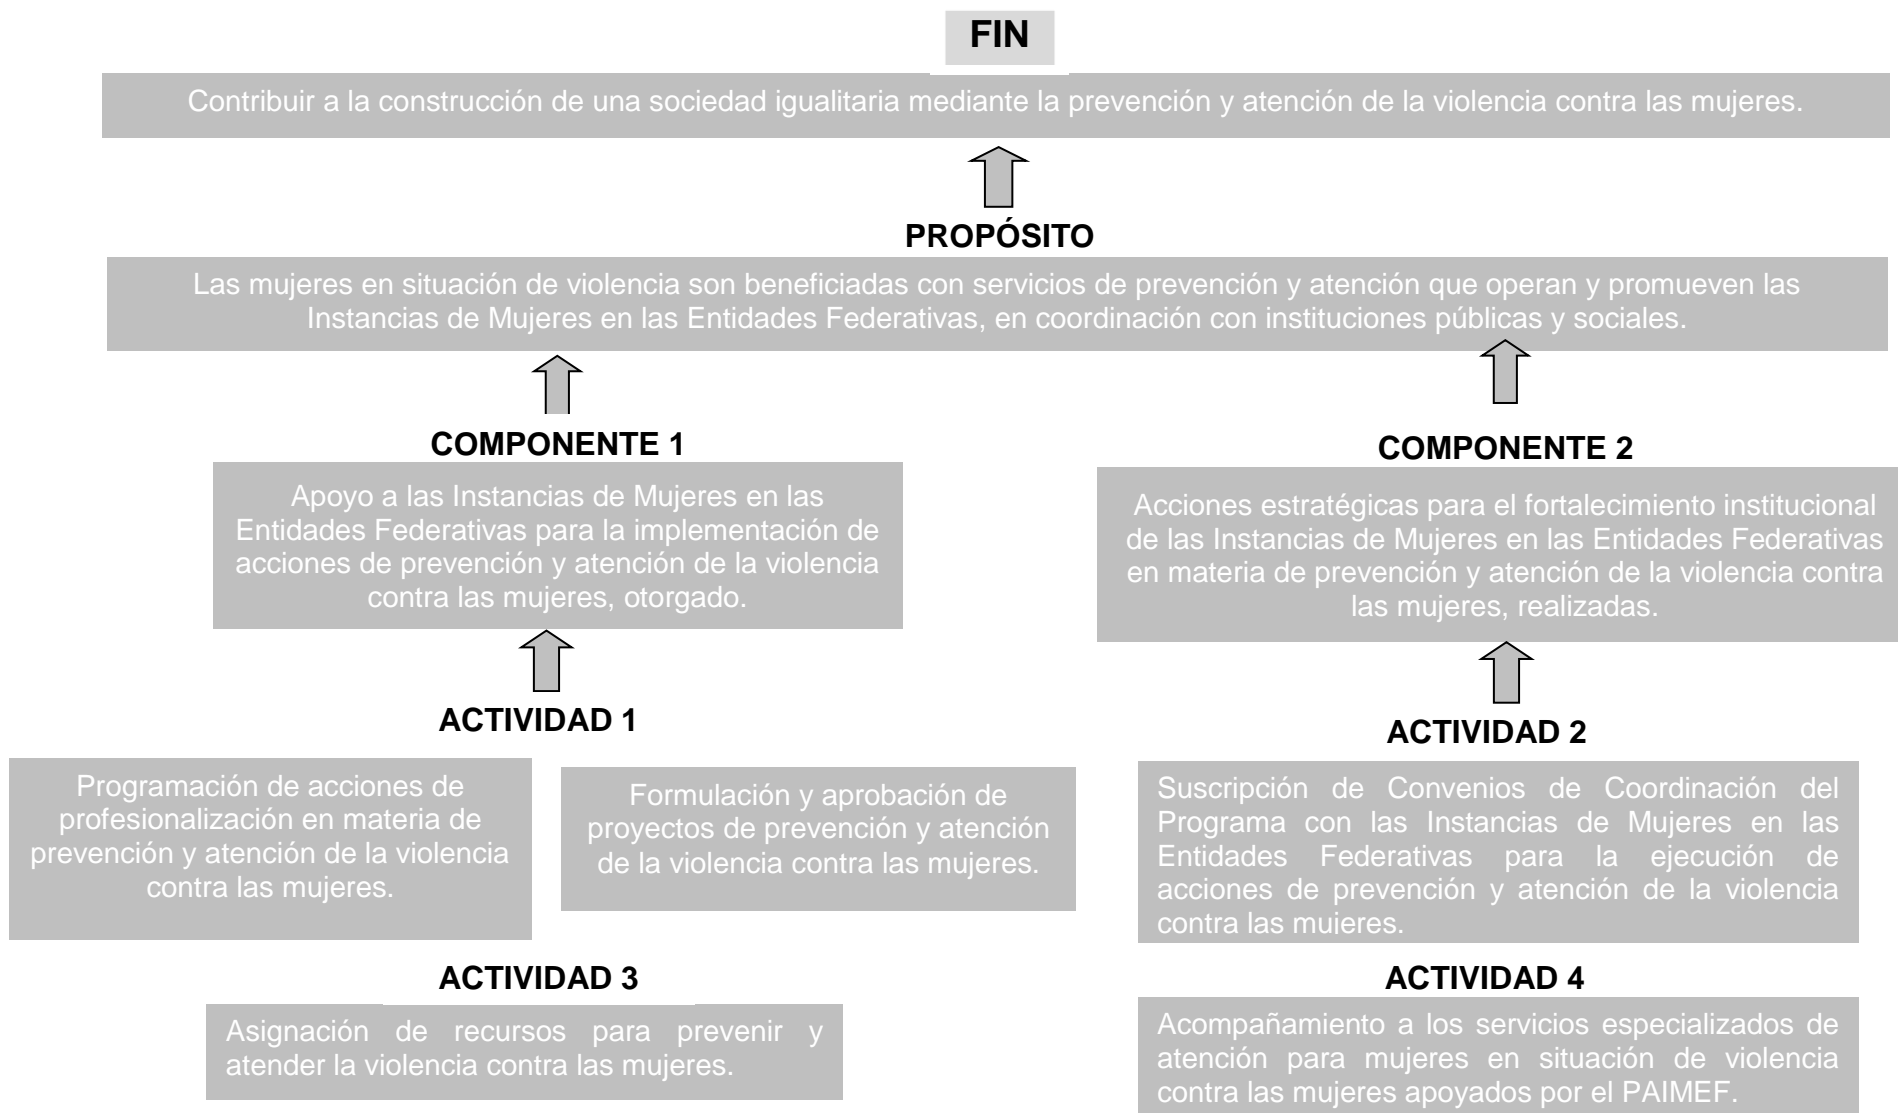 FIN
Contribuir a la construcción de una sociedad igualitaria mediante la prevención y atención de la violencia contra las mujeres.
PROPÓSITO
Las mujeres en situación de violencia son beneficiadas con servicios de prevención y atención que operan y promueven las
Instancias de Mujeres en las Entidades Federativas, en coordinación con instituciones públicas y sociales.
COMPONENTE 1
Apoyo a las Instancias de Mujeres en las
Entidades Federativas para la implementación de
acciones de prevención y atención de la violencia
contra las mujeres, otorgado.
COMPONENTE 2
Acciones estratégicas para el fortalecimiento institucional
de las Instancias de Mujeres en las Entidades Federativas
en materia de prevención y atención de la violencia contra
las mujeres, realizadas.
ACTIVIDAD 1
Programación de acciones de
profesionalización en materia de
prevención y atención de la violencia
contra las mujeres.
Formulación y aprobación de
proyectos de prevención y atención
de la violencia contra las mujeres.
ACTIVIDAD 2
Suscripción de Convenios de Coordinación del
Programa con las Instancias de Mujeres en las
Entidades Federativas para la ejecución de
acciones de prevención y atención de la violencia
contra las mujeres.
ACTIVIDAD 3
Asignación de recursos para prevenir y
atender la violencia contra las mujeres.
ACTIVIDAD 4
Acompañamiento a los servicios especializados de
atención para mujeres en situación de violencia
contra las mujeres apoyados por el PAIMEF.